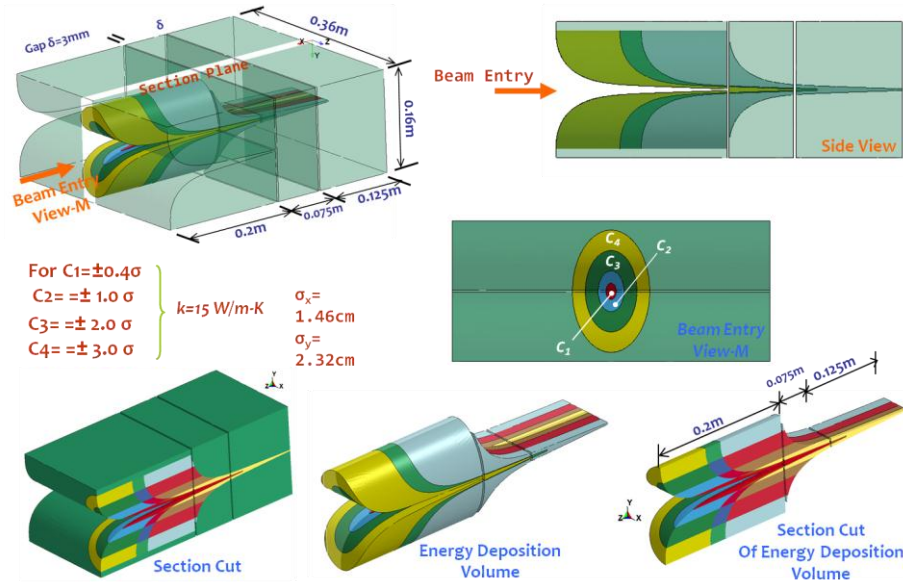 Gap δ=3mm
δ
0.36m
Section Plane
X
Z
Y
0.16m
Beam Entry
View-M
0.2m
0.075m
0.125m
Beam Entry
Side View
For C1=±0.4σ
C2= =± 1.0 σ
C3= =± 2.0 σ
C4= =± 3.0 σ
k=15 W/m-K
σx=
1.46cm
σy=
2.32cm
C4
C2
C3
C1
Beam Entry
View-M
Y
Z X
Section Cut
Energy Deposition
Volume
0.2m
0.075m
0.125m
Y
Z X
Section Cut
Of Energy Deposition
Volume